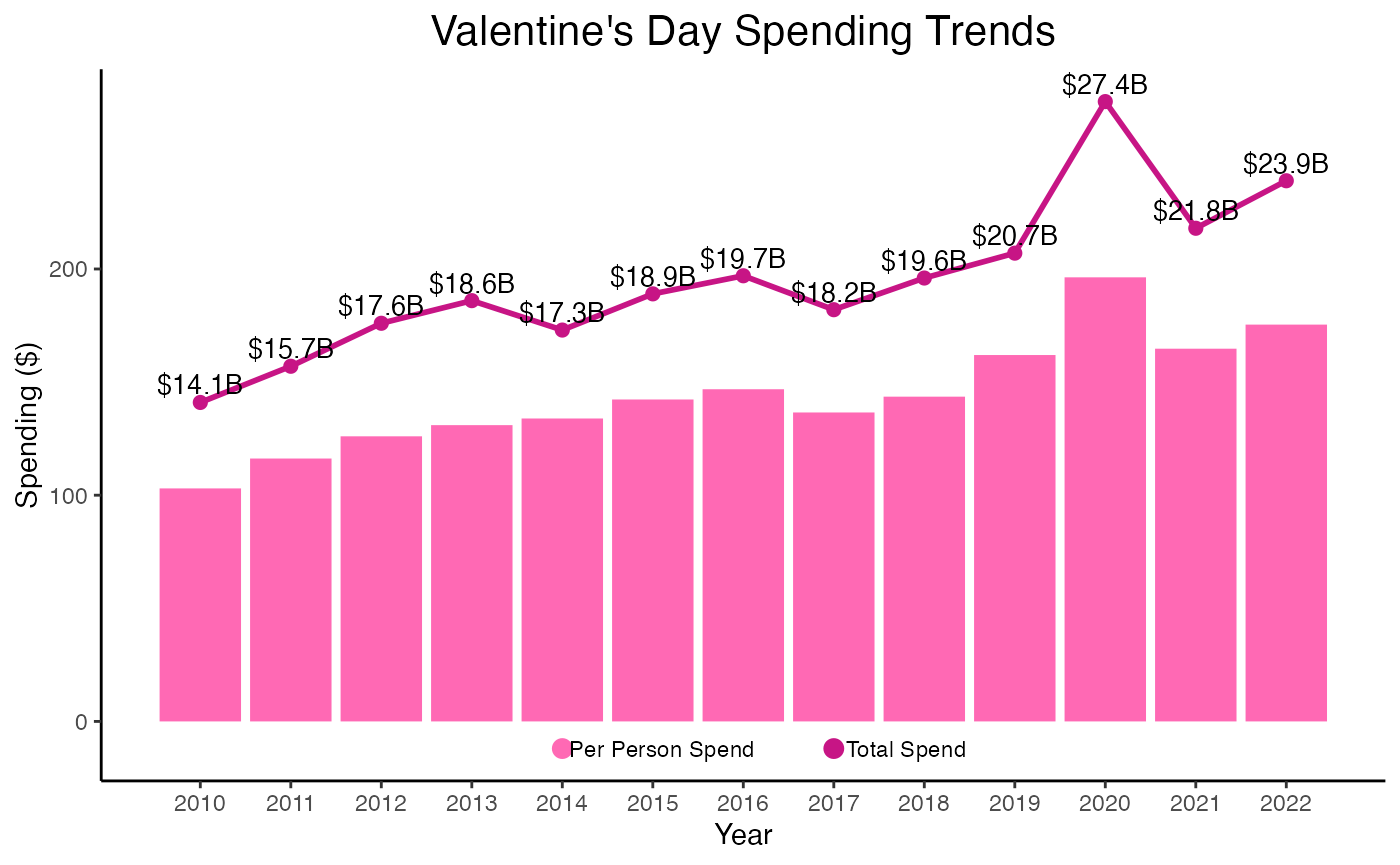 Valentine's Day Spending Trends
$27.4B
$23.9B
$21.8B
$20.7B
$19.7B
$19.6B
$18.9B
$18.6B
$18.2B
$17.6B
$17.3B
$15.7B
$14.1B
200
100
0
Spending ($)
Per Person Spend
Total Spend
2010 2011 2012 2013 2014 2015 2016 2017 2018 2019 2020 2021 2022
Year